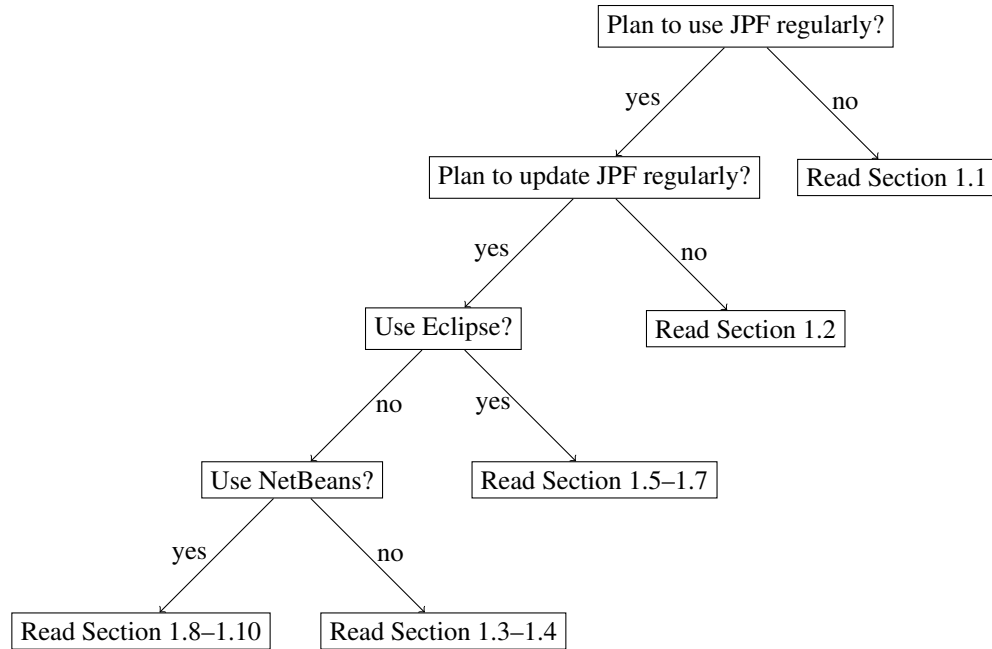 Plan to use JPF regularly?
yes
no
Plan to update JPF regularly?
Read Section 1.1
yes
no
Use Eclipse?
Read Section 1.2
no
yes
Use NetBeans?
Read Section 1.5–1.7
yes
no
Read Section 1.8–1.10
Read Section 1.3–1.4